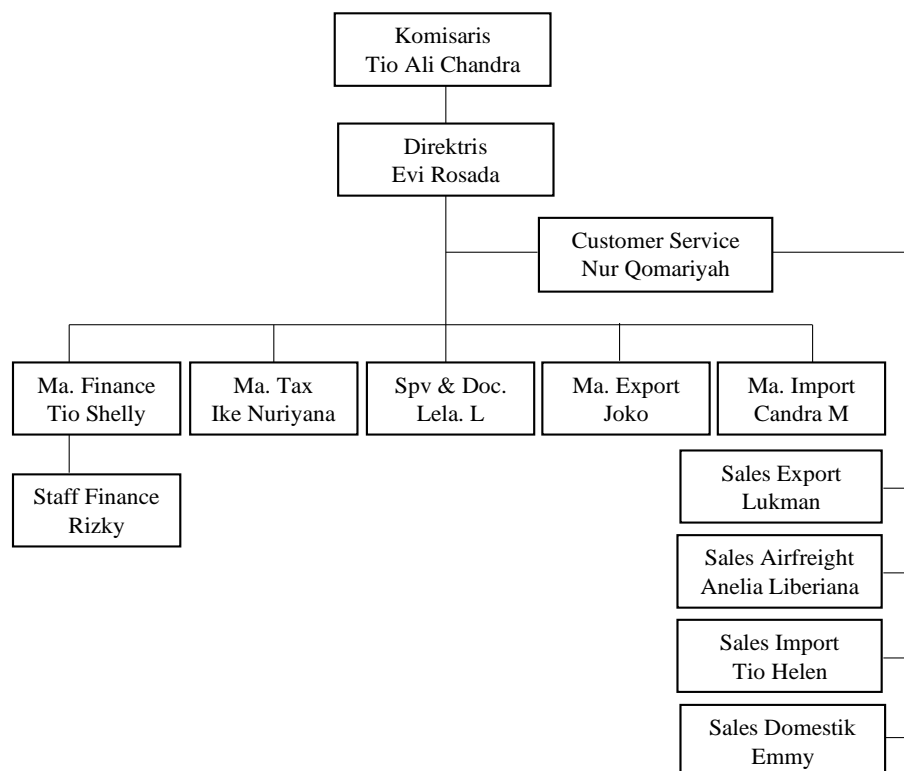 Komisaris
Tio Ali Chandra
Direktris
Evi Rosada
Customer Service
Nur Qomariyah
Ma. Finance
Tio Shelly
Ma. Tax
Ike Nuriyana
Spv & Doc.
Lela. L
Ma. Export
Joko
Ma. Import
Candra M
Staff Finance
Rizky
Sales Export
Lukman
Sales Airfreight
Anelia Liberiana
Sales Import
Tio Helen
Sales Domestik
Emmy